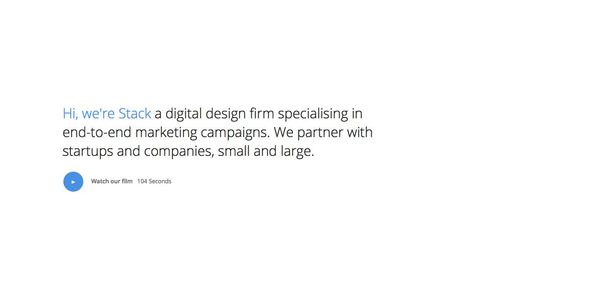 Hi, we're Stack a digital design firm specialising in
end-to-end marketing campaigns. We partner with
startups and companies, small and large.
Watch our film 104 Seconds